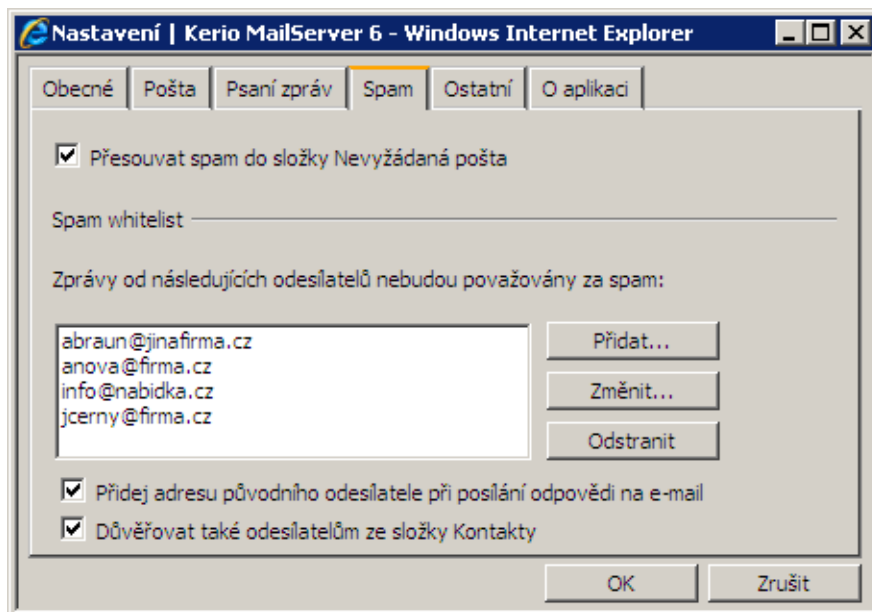 Nastavení | Kerio MailServer 6 - Windows Internet Explorer
Obecné Pošta Psaní zpráv Spam Ostatní O aplikaci
Přesouvat spam do složky Nevyžádaná pošta
Spam whitelist
Zprávy od následujících odesílatelů nebudou považovány za spam:
abraun@jinafirma.cz
anova@firma.cz
info@nabidka.cz
jcerny@firma.cz
Přidat...
Změnit...
Odstranit
Přidej adresu původního odesílatele při posílání odpovědi na e-mail
Důvěřovat také odesílatelům ze složky Kontakty
OK Zrušit